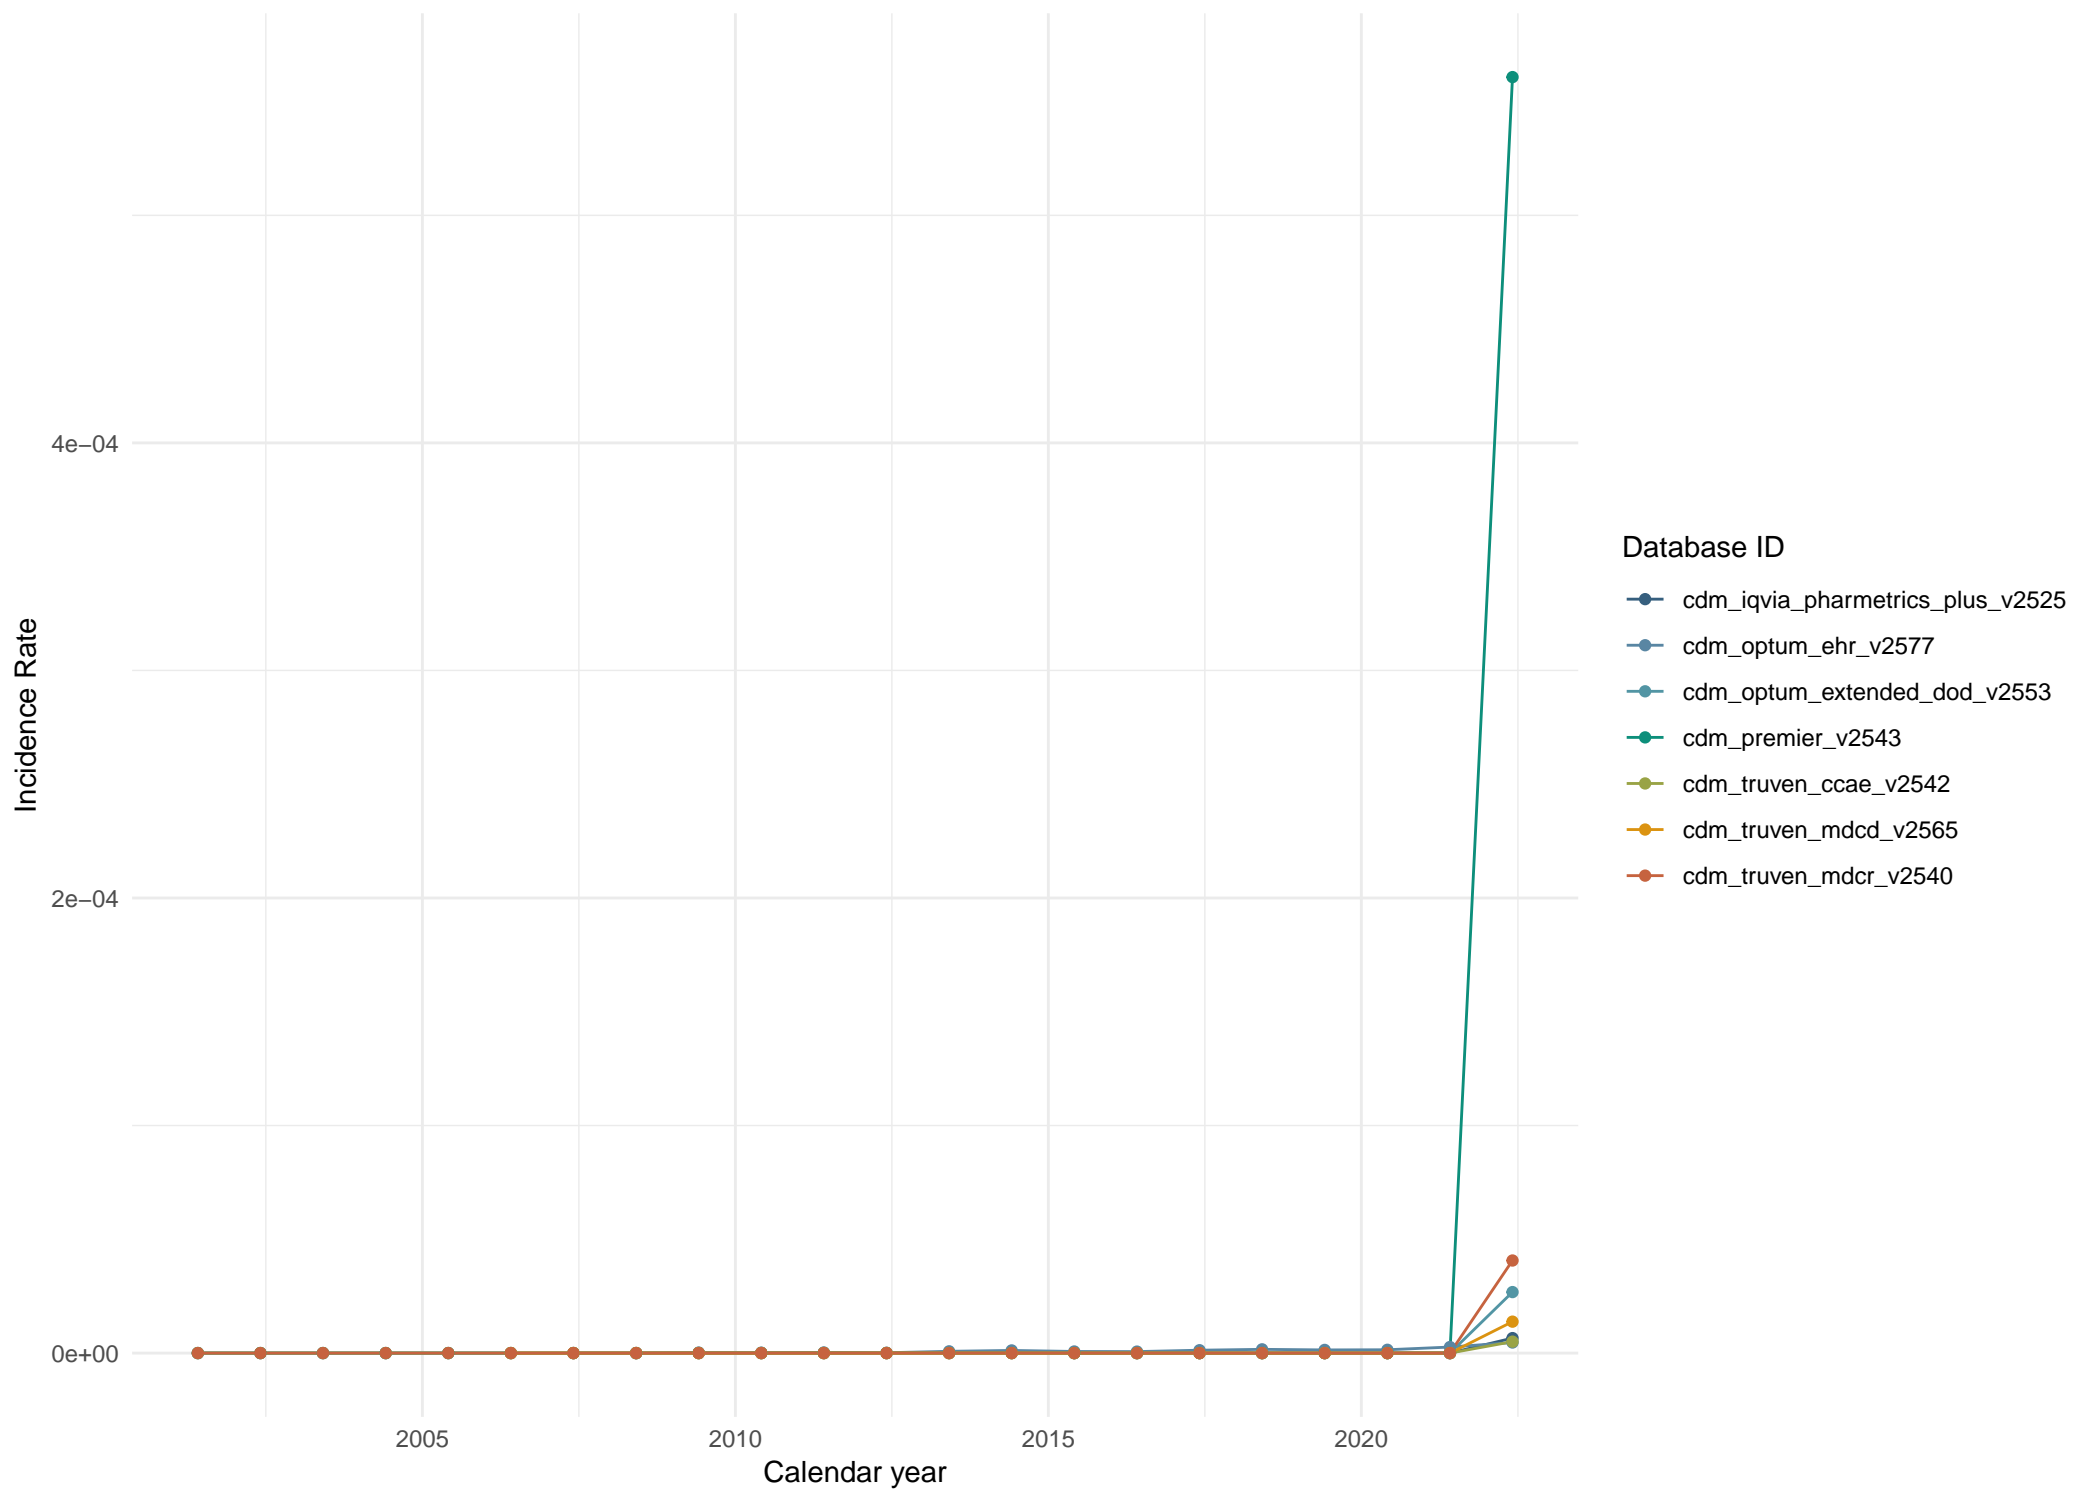 4e−04
2e−04
0e+00
Incidence Rate
2005
2010
2015
2020
Calendar year
Database ID
cdm_iqvia_pharmetrics_plus_v2525
cdm_optum_ehr_v2577
cdm_optum_extended_dod_v2553
cdm_premier_v2543
cdm_truven_ccae_v2542
cdm_truven_mdcd_v2565
cdm_truven_mdcr_v2540